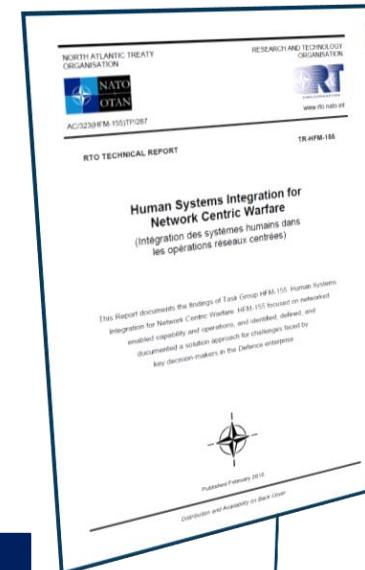 NORTH ATLANTIC TREATY
ORGANISATION
RESEARCH AND TECHNOLOGY
ORGANISATION
NATO
OTAN
RT
www.rto.nato.int
AC/323(HFM-155)TP/287
TR-HFM-155
RTO TECHNICAL REPORT
Human Systems Integration for
Network Centric Warfare
(Intégration des systèmes humains dans
les opérations réseaux centrées)
This Report documents the findings of Task Group HFM-155 Human Systems
Integration for Network Centric Warfare. HFM-155 focused on networked
enabled capability and operations, and identified, defined, and
documented a solution approach for challenges faced by
key decision-makers in the Defence enterprise
Published February 2010
Distribution and Availability on Back Cover